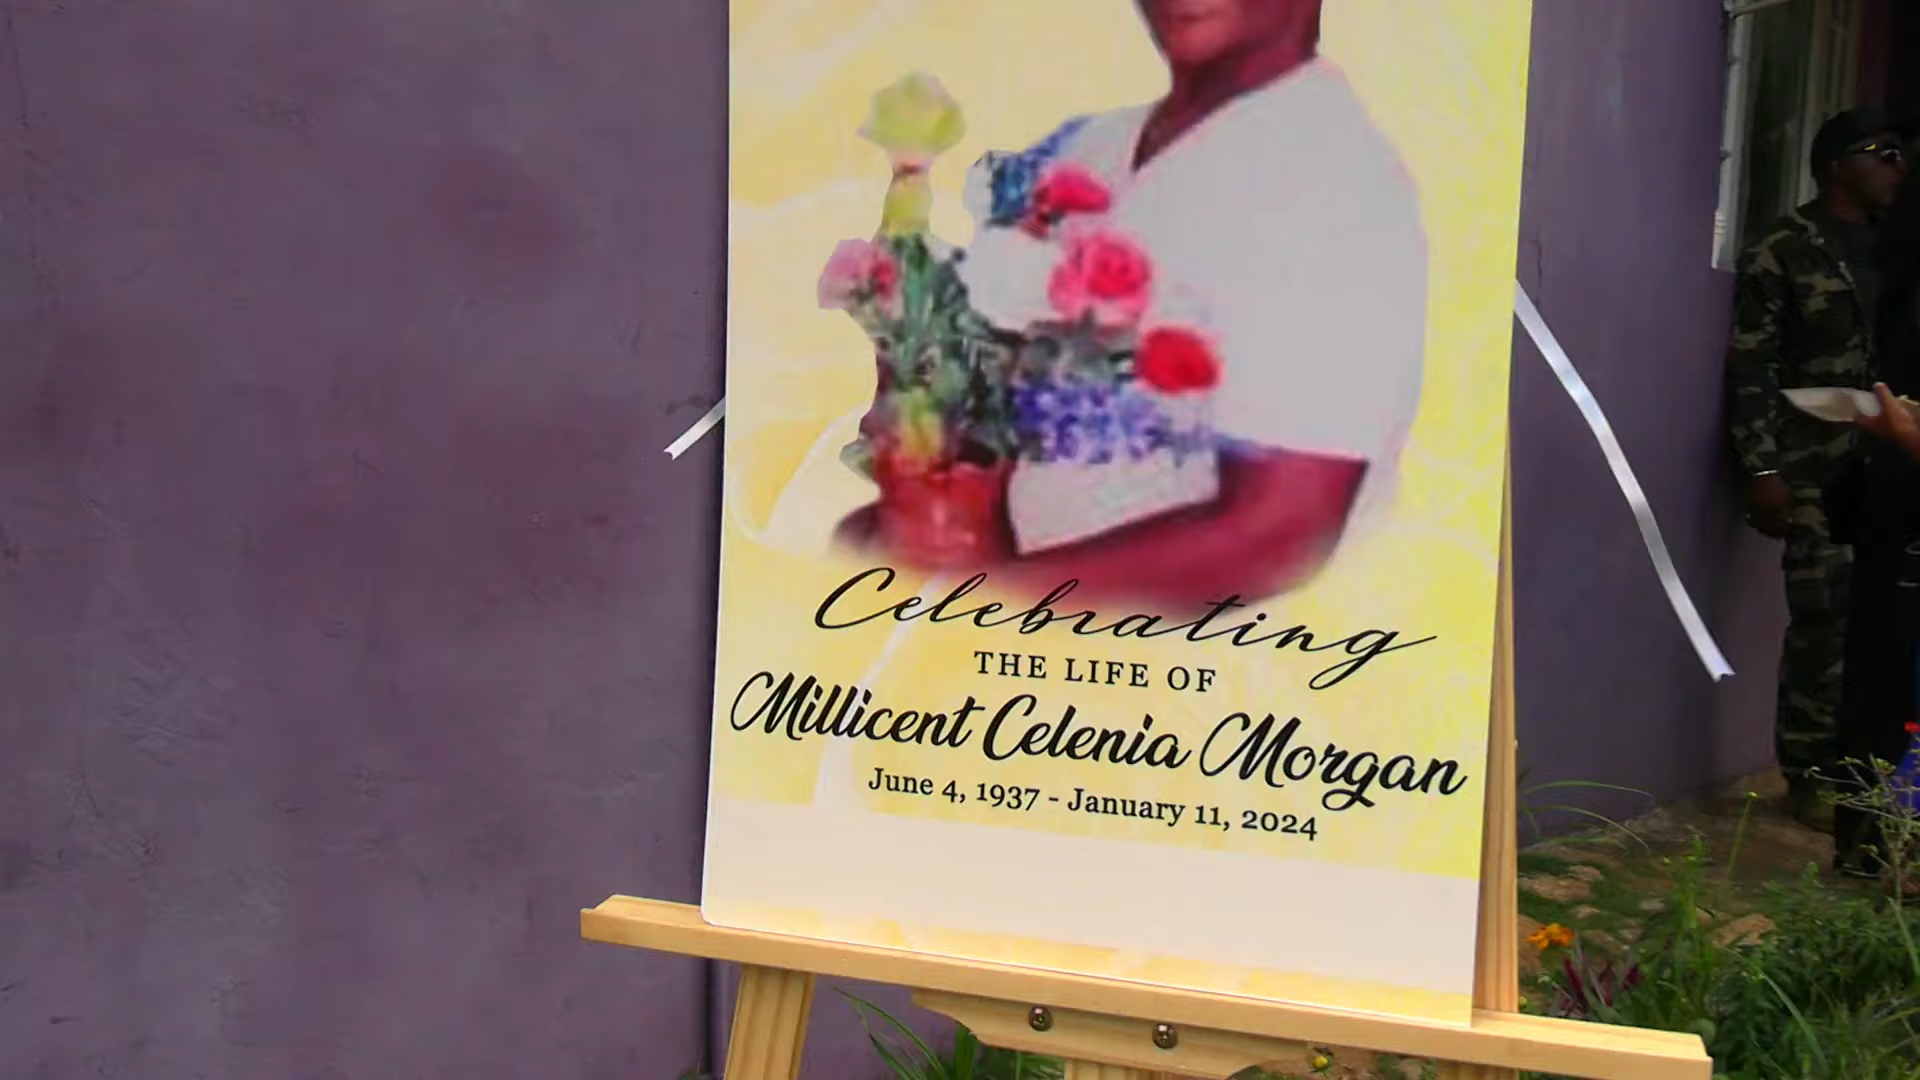 Celebrating
THE LIFE OF
Millicent Celenia Morgan
June 4, 1937 - January 11, 2024